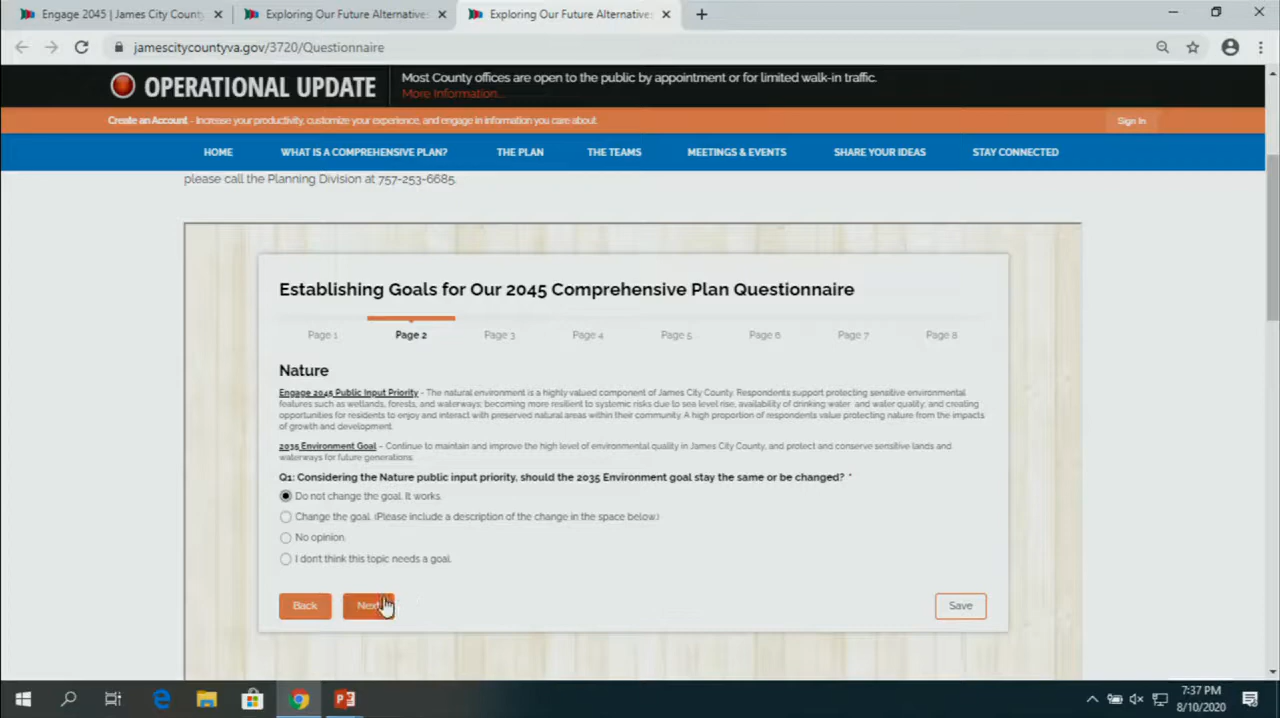 Engage 2045 | James City County
Exploring Our Future Alternative
Exploring Our Future Alternative
jamescitycountyva.gov/3720/Questionnaire
OPERATIONAL UPDATE
Most County offices are open to the public by appointment or for limited walk-in traffic.
More Information...
Create an Account - Increase your productivity, customize your experience, and engage in information you care about.
Sign In
HOME
WHAT IS A COMPREHENSIVE PLAN?
THE PLAN
THE TEAMS
MEETINGS & EVENTS
SHARE YOUR IDEAS
STAY CONNECTED
please call the Planning Division at 757-253-6685.
Establishing Goals for Our 2045 Comprehensive Plan Questionnaire
Page 1
Page 2
Page 3
Page 4
Page 5
Page 6
Page 7
Page 8
Nature
Engage 2045 Public Input Priority - The natural environment is a highly valued component of James City County. Respondents support protecting sensitive environmental
features such as wetlands, forests, and waterways; becoming more resilient to systemic risks due to sea level rise, availability of drinking water and water quality; and creating
opportunities for residents to enjoy and interact with preserved natural areas within their community. A high proportion of respondents value protecting nature from the impacts
of growth and development.
2035 Environment Goal - Continue to maintain and improve the high level of environmental quality in James City County, and protect and conserve sensitive lands and
waterways for future generations.
Q1: Considering the Nature public input priority, should the 2035 Environment goal stay the same or be changed? *
Do not change the goal. It works.
Change the goal. (Please include a description of the change in the space below.)
No opinion.
I don't think this topic needs a goal.
Back
Next
Save
7:37 PM
8/10/2020